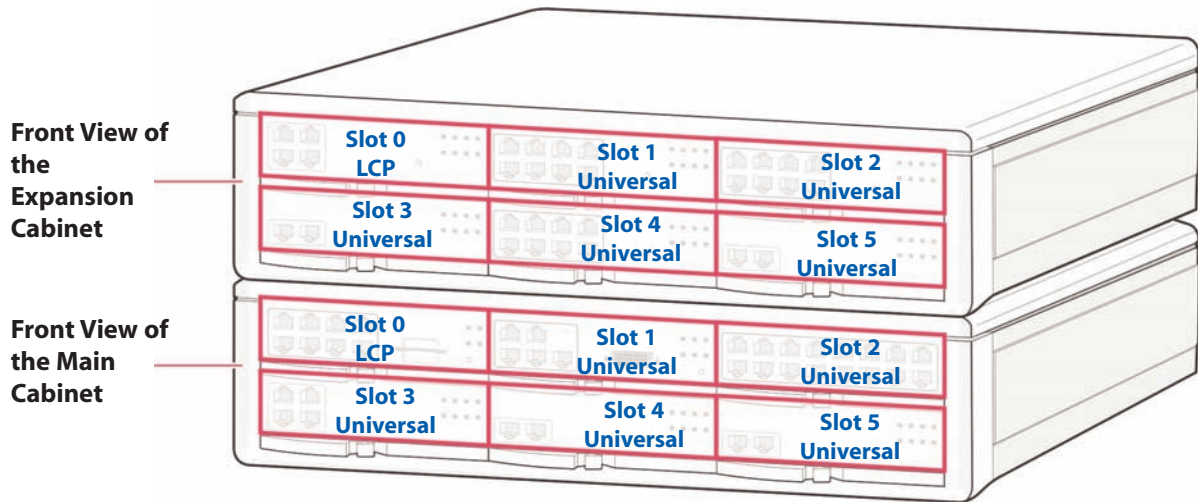 Front View of
the
Expansion
Cabinet
Slot 0
LCP
Slot 1
Universal
Slot 2
Universal
Slot 3
Universal
Slot 4
Universal
Slot 5
Universal
Front View of
the Main
Cabinet
Slot 0
LCP
Slot 1
Universal
Slot 2
Universal
Slot 3
Universal
Slot 4
Universal
Slot 5
Universal